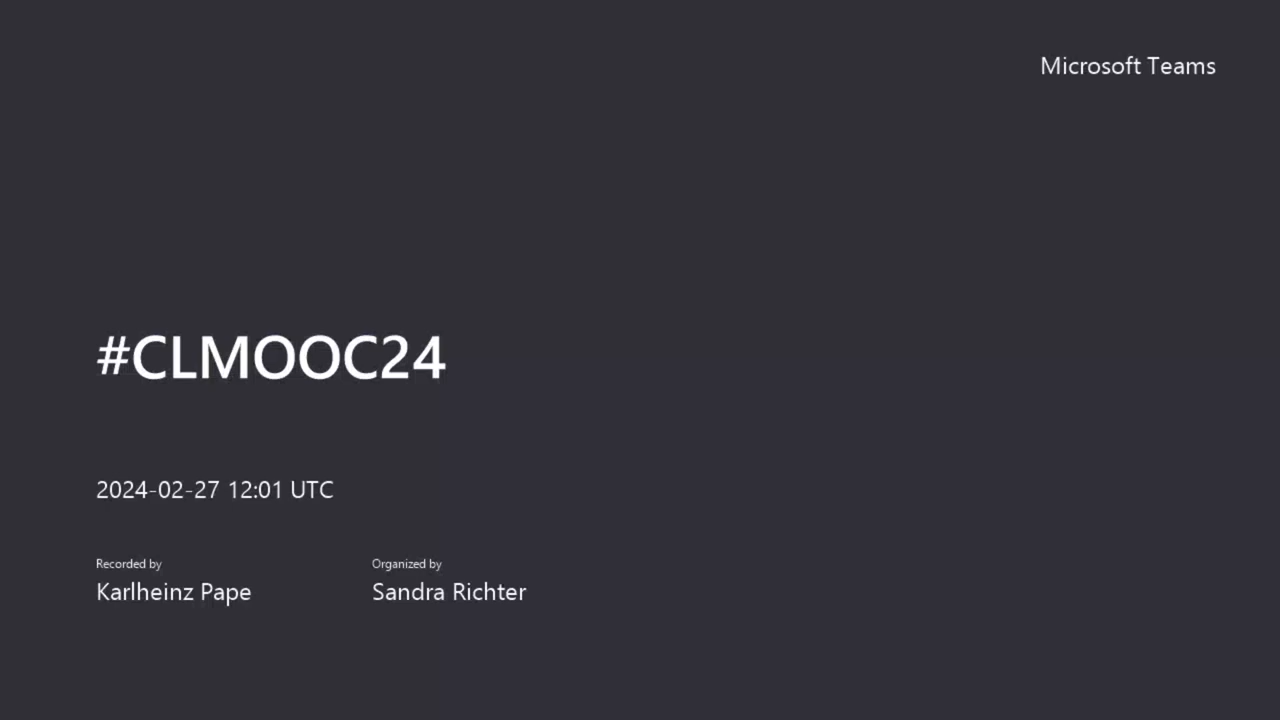 Microsoft Teams
#CLMOOC24
2024-02-27 12:01 UTC
Recorded by
Karlheinz Pape
Organized by
Sandra Richter